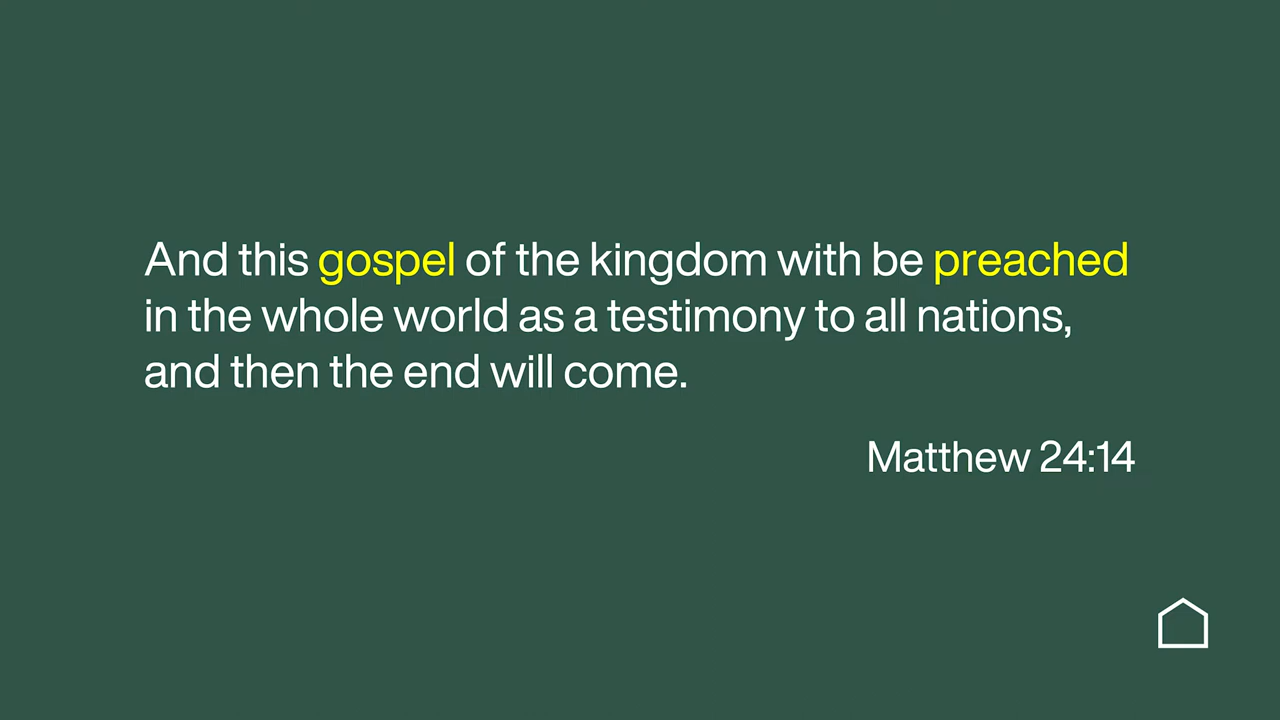 And this gospel of the kingdom with be preached
in the whole world as a testimony to all nations,
and then the end will come.
Matthew 24:14